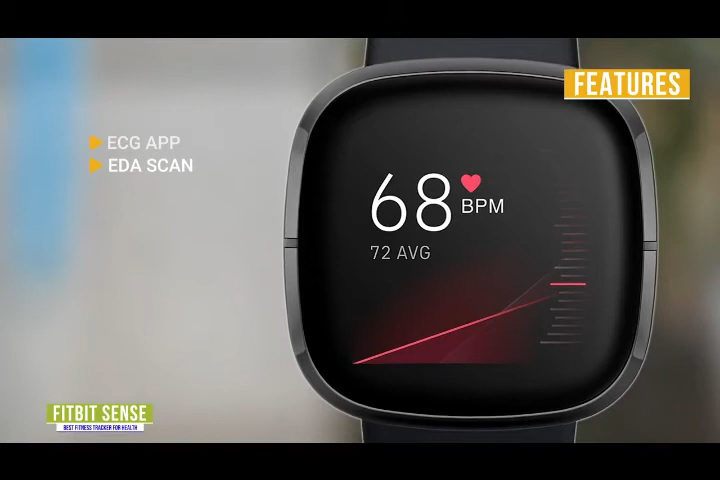 FEATURES
ECG APP
EDA SCAN
68 BPM
72 AVG
FITBIT SENSE
BEST FITNESS TRACKER FOR HEALTH